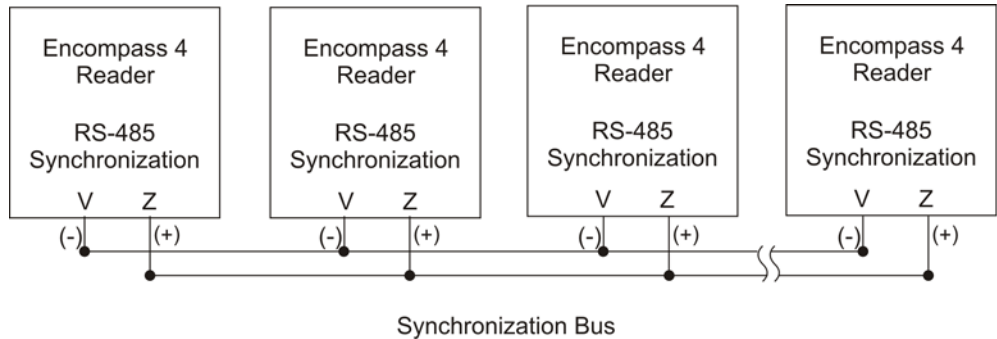 Encompass 4
Reader
RS-485
Synchronization
V Z
(-) (+)
Encompass 4
Reader
RS-485
Synchronization
V Z
(-) (+)
Encompass 4
Reader
RS-485
Synchronization
V Z
(-) (+)
Encompass 4
Reader
RS-485
Synchronization
V Z
(-) (+)
Synchronization Bus